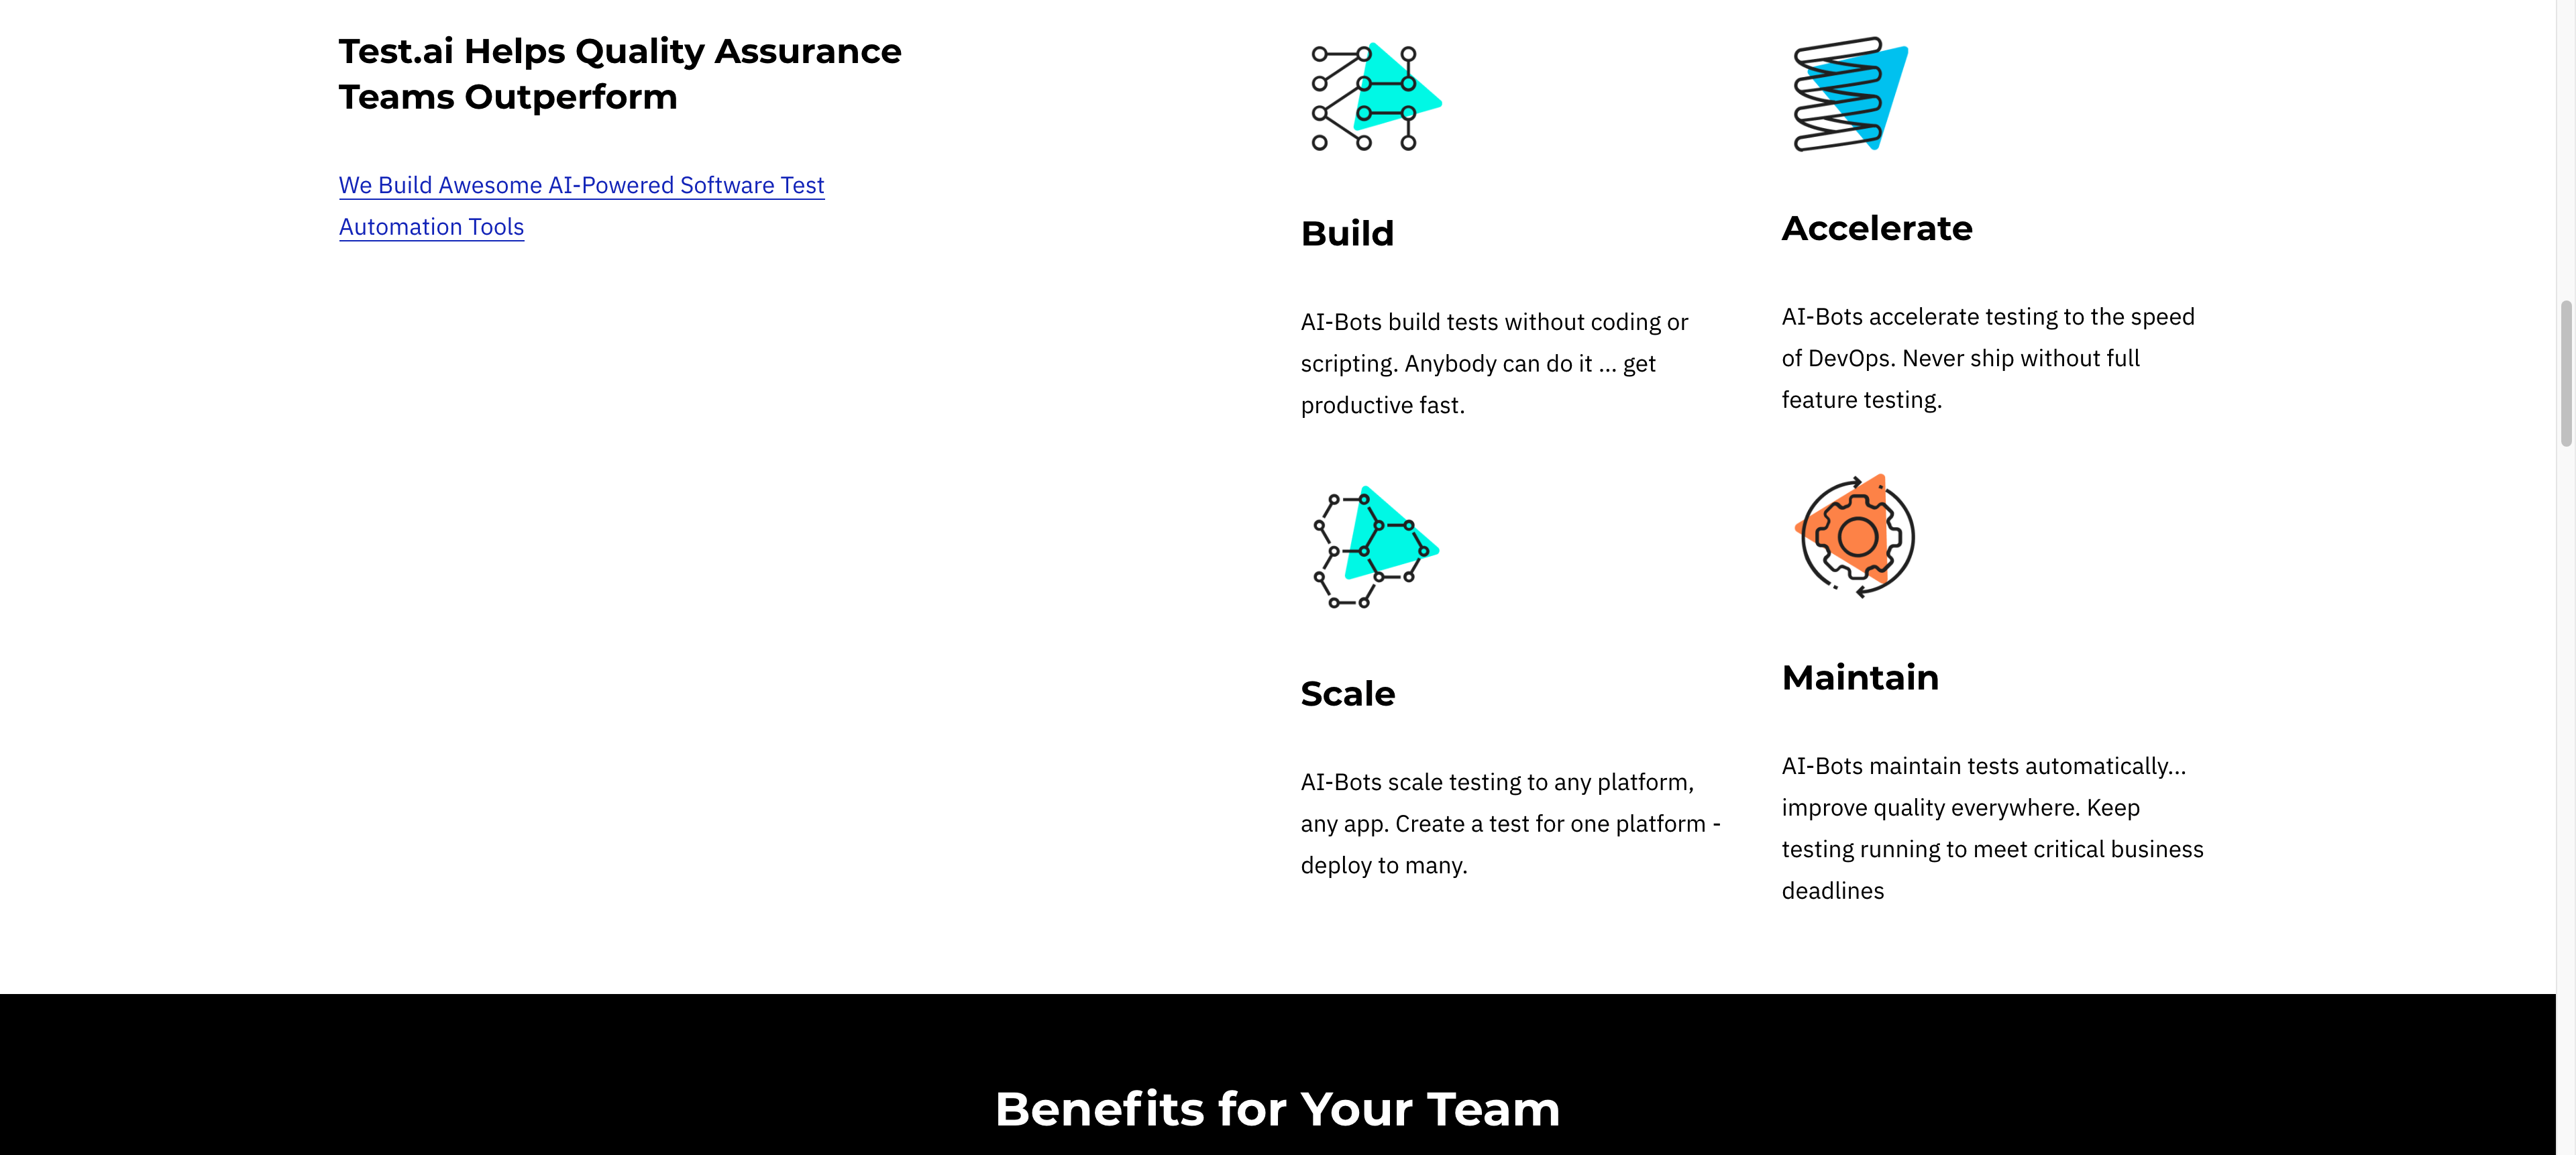 Test.ai Helps Quality Assurance
Teams Outperform
We Build Awesome AI-Powered Software Test
Automation Tools
Build
AI-Bots build tests without coding or
scripting. Anybody can do it ... get
productive fast.
Accelerate
AI-Bots accelerate testing to the speed
of DevOps. Never ship without full
feature testing.
Scale
AI-Bots scale testing to any platform,
any app. Create a test for one platform -
deploy to many.
Maintain
AI-Bots maintain tests automatically...
improve quality everywhere. Keep
testing running to meet critical business
deadlines
Benefits for Your Team